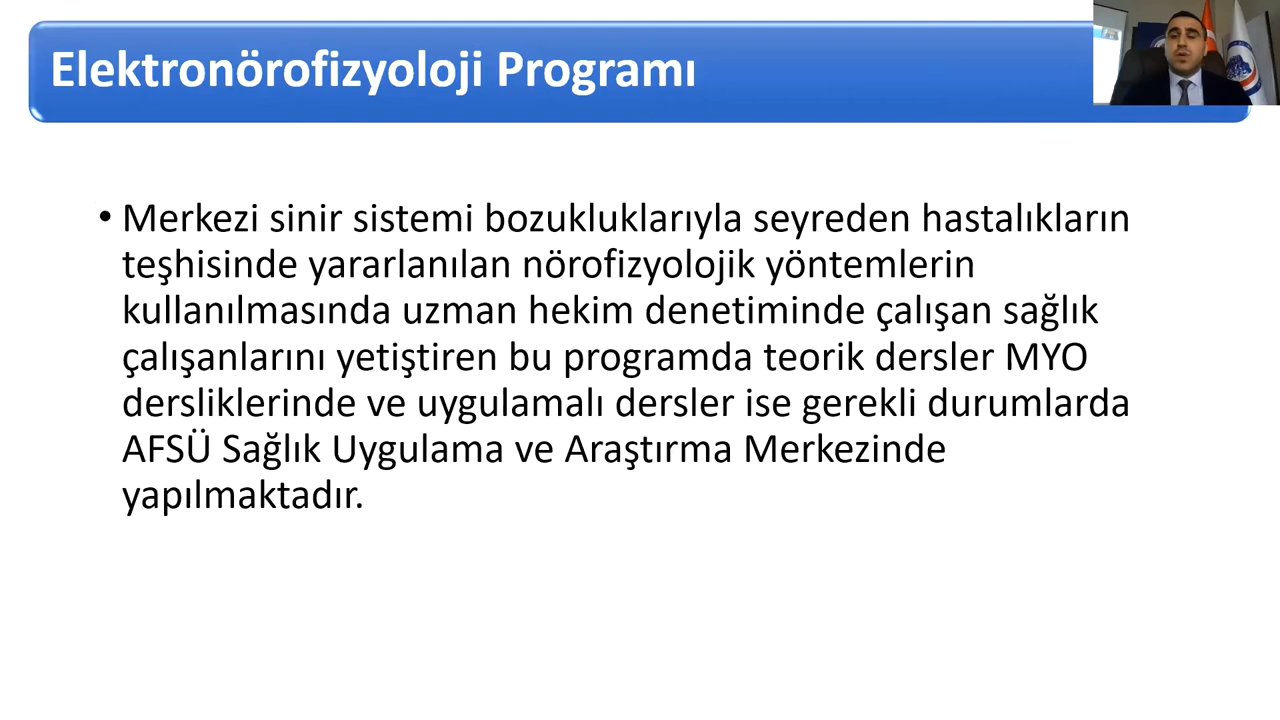 Elektronörofizyoloji Programı
• Merkezi sinir sistemi bozukluklarıyla seyreden hastalıkların
teşhisinde yararlanılan nörofizyolojik yöntemlerin
kullanılmasında uzman hekim denetiminde çalışan sağlık
çalışanlarını yetiştiren bu programda teorik dersler MYO
dersliklerinde ve uygulamalı dersler ise gerekli durumlarda
AFSÜ Sağlık Uygulama ve Araştırma Merkezinde
yapılmaktadır.